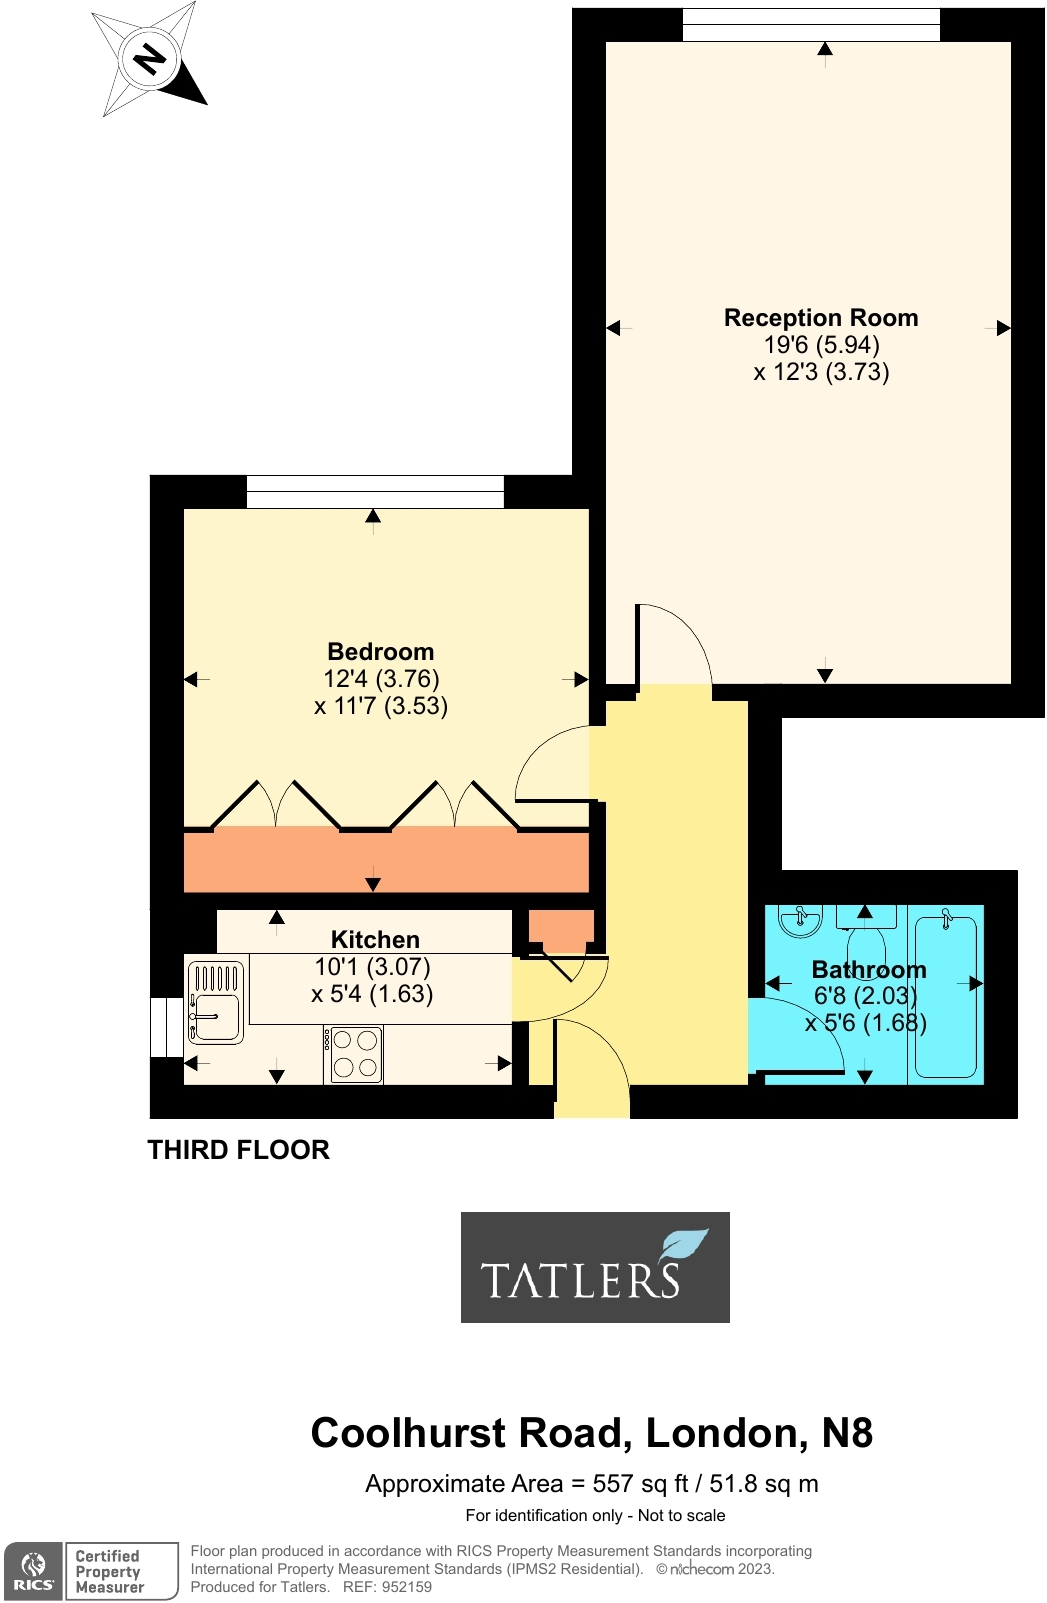 N
Reception Room
19'6 (5.94)
x 12'3 (3.73)
Bedroom
12'4 (3.76)
x 11'7 (3.53)
Kitchen
10'1 (3.07)
x 5'4 (1.63)
Bathroom
6'8 (2.03)
x 5'6 (1.68)
THIRD FLOOR
TATLERS
Coolhurst Road, London, N8
Approximate Area = 557 sq ft / 51.8 sq m
For identification only - Not to scale
RICS
Certified
Property
Measurer
Floor plan produced in accordance with RICS Property Measurement Standards incorporating
International Property Measurement Standards (IPMS2 Residential). © nichecom 2023.
Produced for Tatlers. REF: 952159